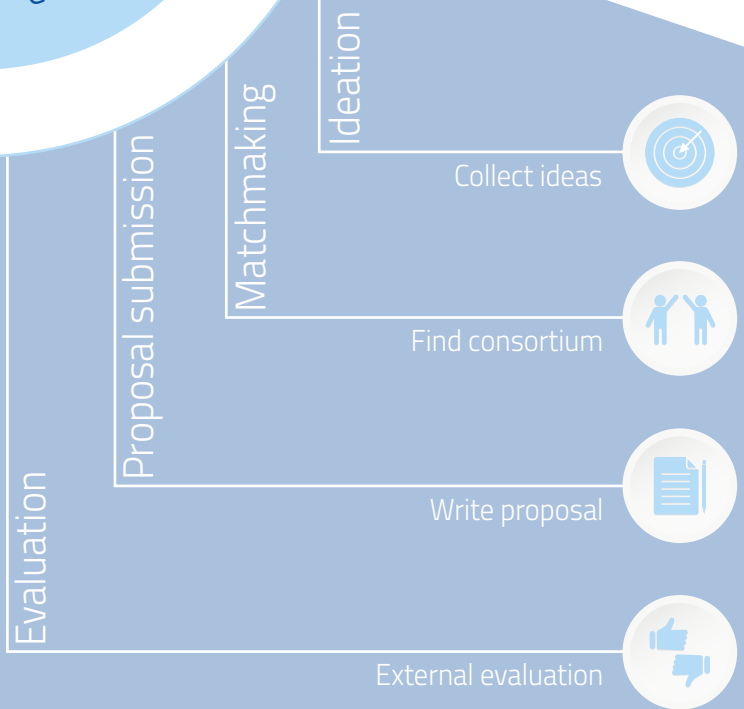 Ideation
Collect ideas
Matchmaking
Find consortium
Proposal submission
Write proposal
Evaluation
External evaluation